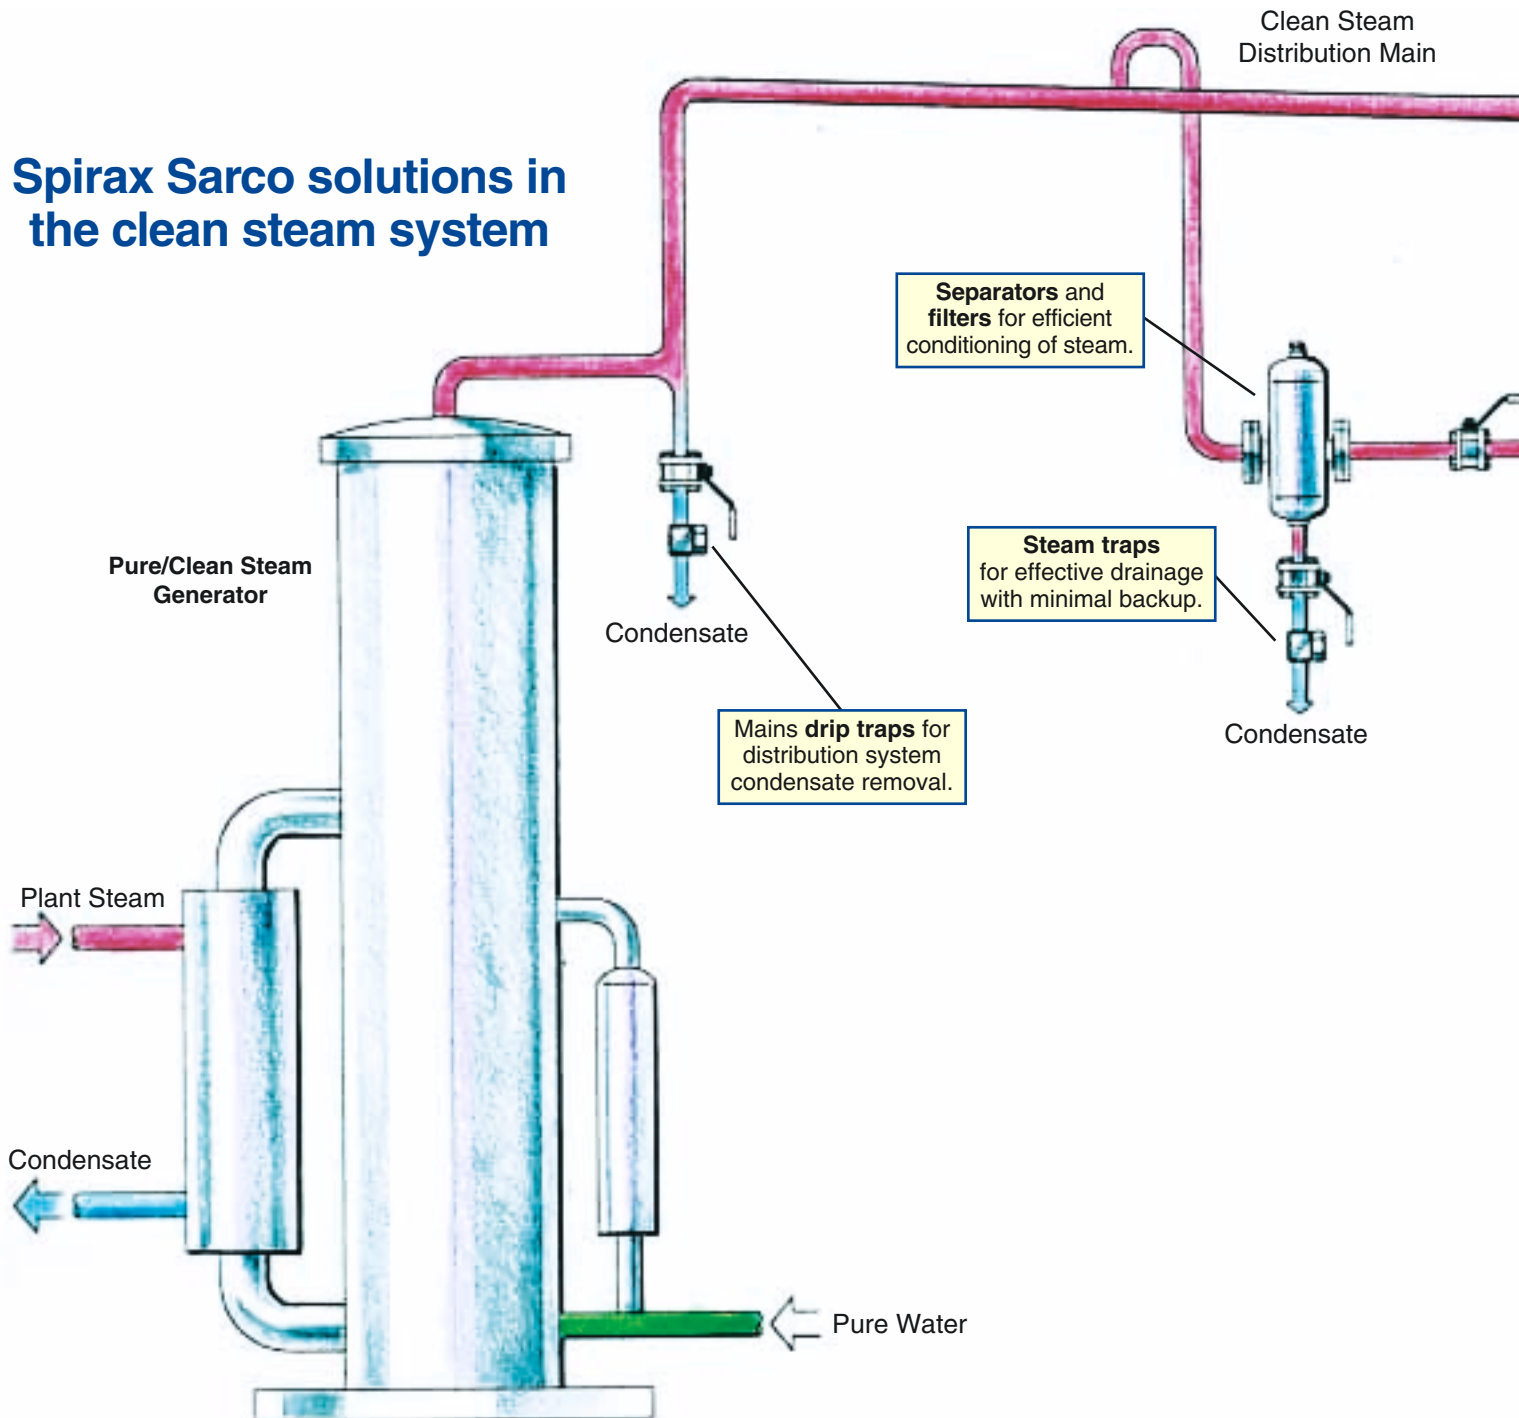 Clean Steam
Distribution Main
Spirax Sarco solutions in
the clean steam system
Separators and
filters for efficient
conditioning of steam.
Pure/Clean Steam
Generator
Steam traps
for effective drainage
with minimal backup.
Condensate
Mains drip traps for
distribution system
condensate removal.
Condensate
Plant Steam
Condensate
Pure Water